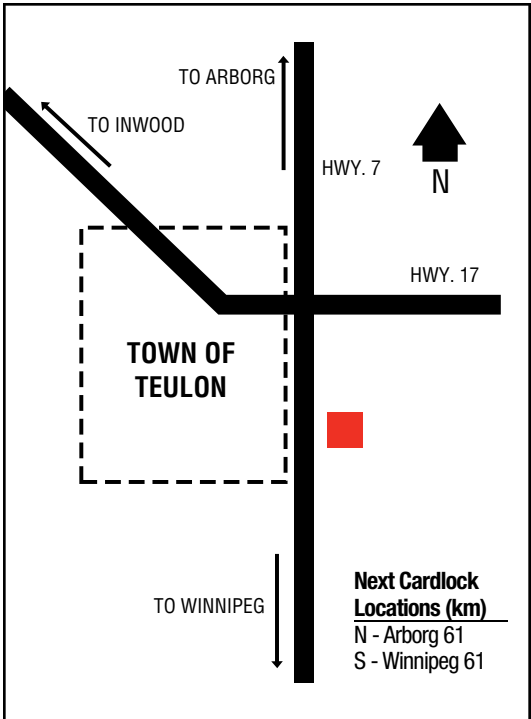 TO ARBORG
TO INWOOD
HWY. 7
N
HWY. 17
TOWN OF
TEULON
TO WINNIPEG
Next Cardlock
Locations (km)
N - Arborg 61
S - Winnipeg 61